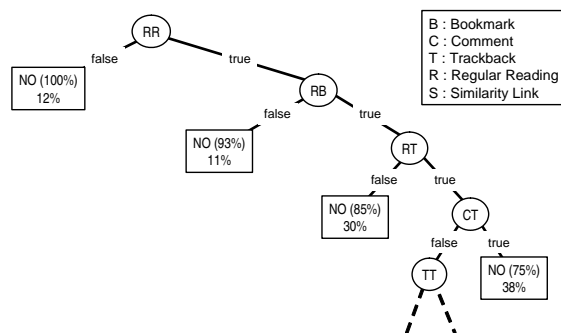 RR
false
true
NO (100%)
12%
RB
false
true
NO (93%)
11%
RT
false
true
NO (85%)
30%
CT
false
true
TT
NO (75%)
38%
B : Bookmark
C : Comment
T : Trackback
R : Regular Reading
S : Similarity Link